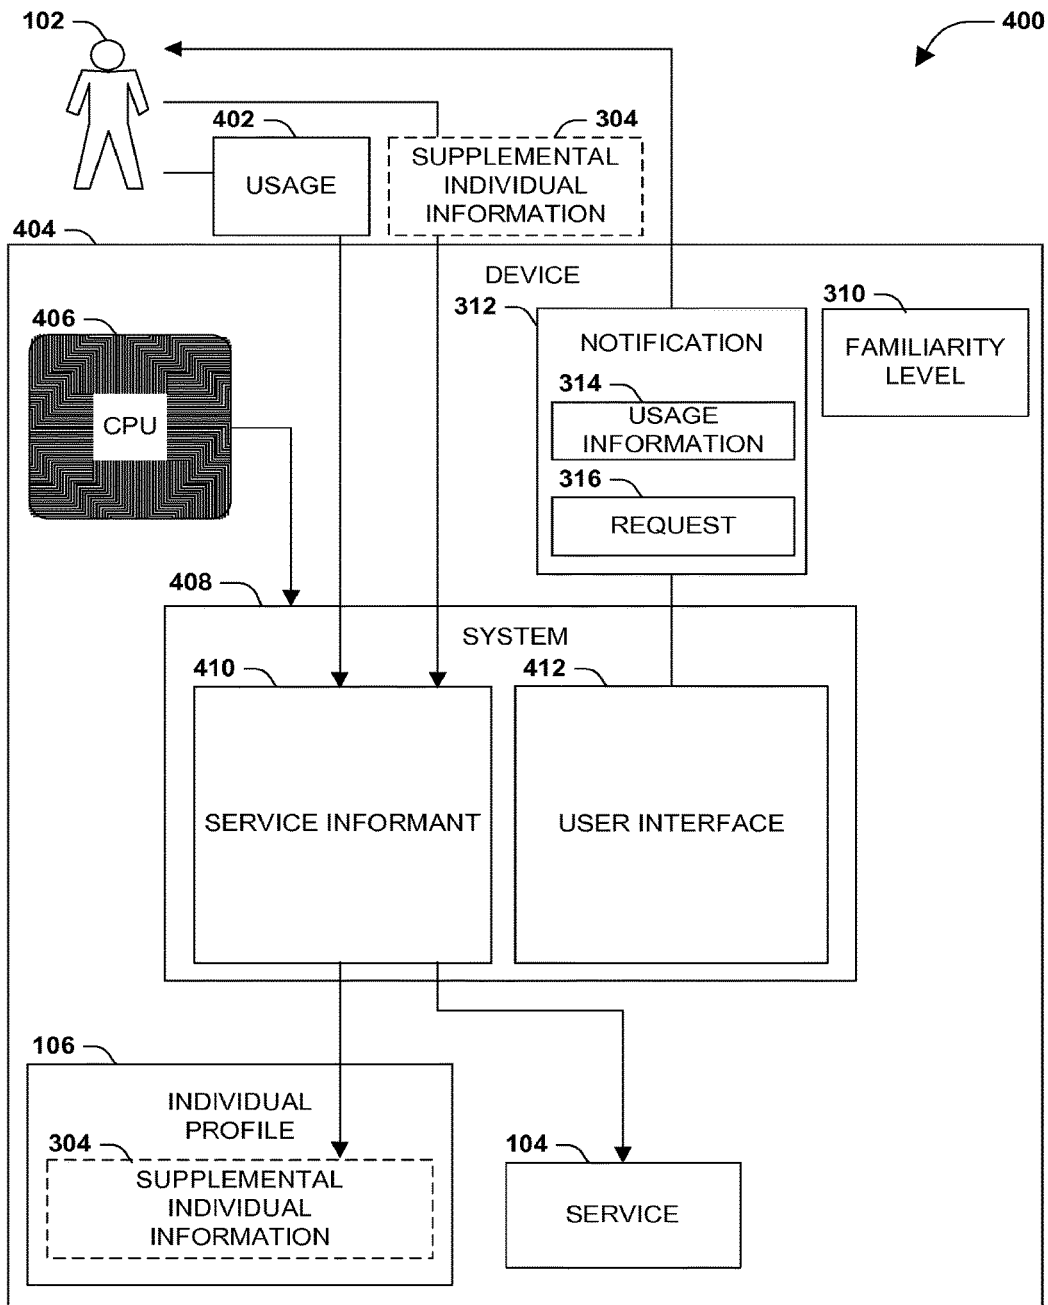 102
400
402
304
USAGE
SUPPLEMENTAL
INDIVIDUAL
INFORMATION
404
DEVICE
406
CPU
312
NOTIFICATION
314
USAGE
INFORMATION
316
REQUEST
310
FAMILIARITY
LEVEL
408
SYSTEM
410
SERVICE INFORMANT
412
USER INTERFACE
106
INDIVIDUAL
PROFILE
304
SUPPLEMENTAL
INDIVIDUAL
INFORMATION
104
SERVICE